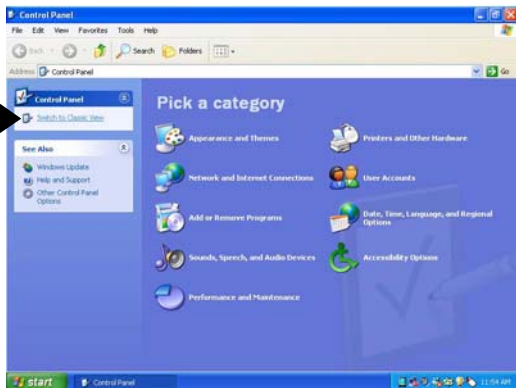 Control Panel
File Edit View Favorites Tools Help
Back Search Folders
Address Control Panel Go
Control Panel
Switch to Classic View
See Also
Windows Update
Help and Support
Other Control Panel
Options
Pick a category
Appearance and Themes
Printers and Other Hardware
Network and Internet Connections
User Accounts
Add or Remove Programs
Date, Time, Language, and Regional
Options
Sounds, Speech, and Audio Devices
Accessibility Options
Performance and Maintenance
start Control Panel 11:54 AM